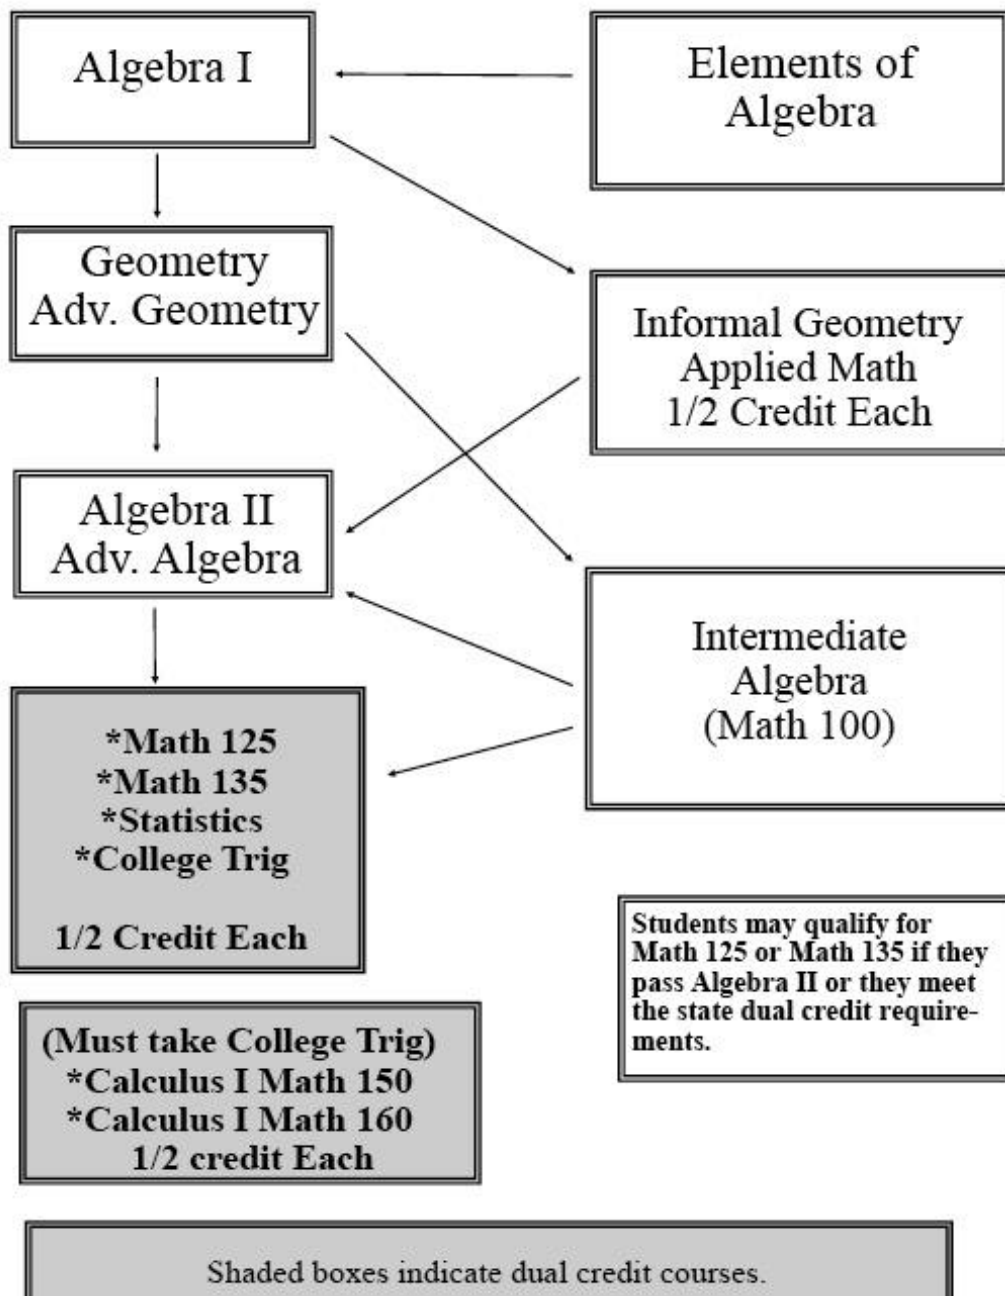 Algebra I
Elements of
Algebra
Geometry
Adv. Geometry
Informal Geometry
Applied Math
1/2 Credit Each
Algebra II
Adv. Algebra
Intermediate
Algebra
(Math 100)
*Math 125
*Math 135
*Statistics
*College Trig
1/2 Credit Each
Students may qualify for
Math 125 or Math 135 if they
pass Algebra II or they meet
the state dual credit require-
ments.
(Must take College Trig)
*Calculus I Math 150
*Calculus I Math 160
1/2 credit Each
Shaded boxes indicate dual credit courses.